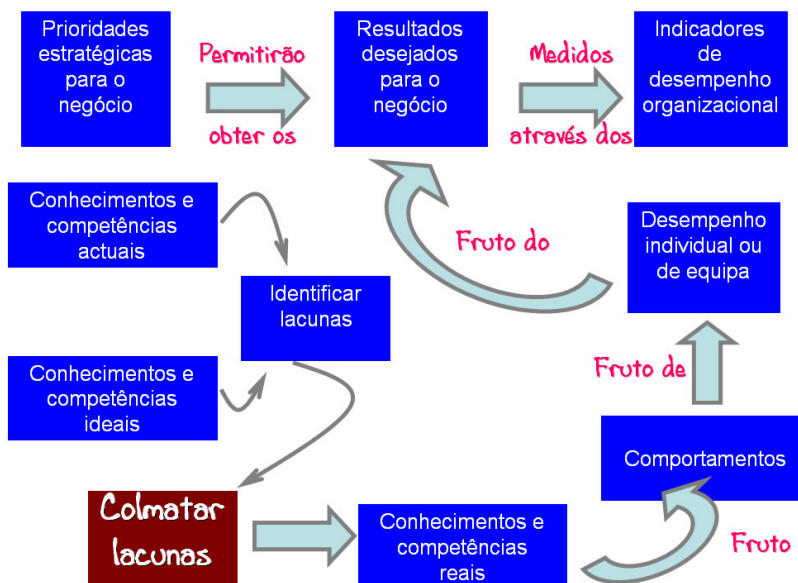 Prioridades
estratégicas
para o
negócio
Permitirão
obter os
Resultados
desejados
para o
negócio
Medidos
através dos
Indicadores
de
desempenho
organizacional
Conhecimentos e
competências
actuais
Identificar
lacunas
Conhecimentos e
competências
ideais
Colmatar
lacunas
Conhecimentos e
competências
reais
Fruto
Comportamentos
Fruto de
Desempenho
individual ou
de equipa
Fruto do